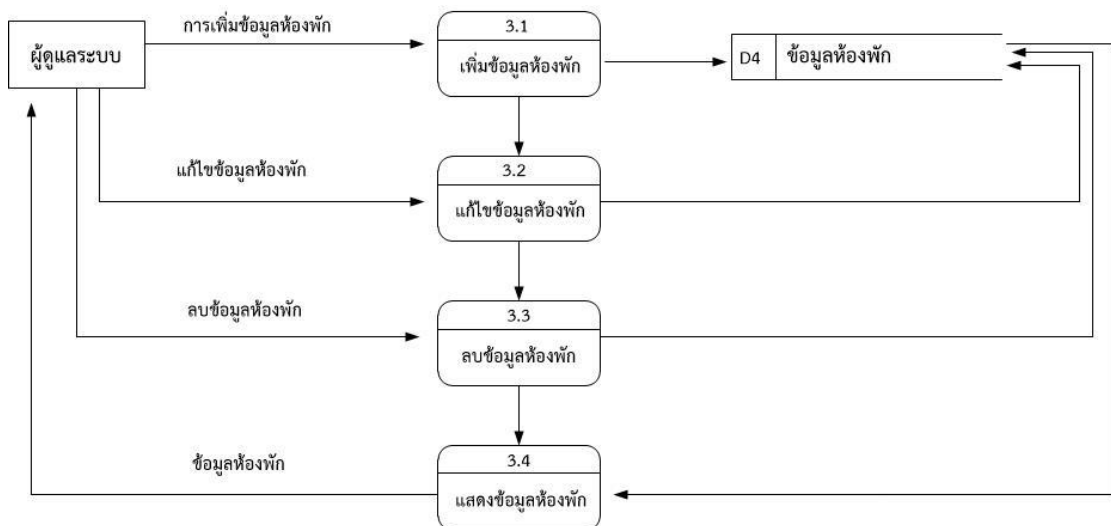 การเพิ่มข้อมูลห้องพัก
ผู้ดูแลระบบ
3.1
เพิ่มข้อมูลห้องพัก
D4 ข้อมูลห้องพัก
แก้ไขข้อมูลห้องพัก
3.2
แก้ไขข้อมูลห้องพัก
ลบข้อมูลห้องพัก
3.3
ลบข้อมูลห้องพัก
ข้อมูลห้องพัก
3.4
แสดงข้อมูลห้องพัก